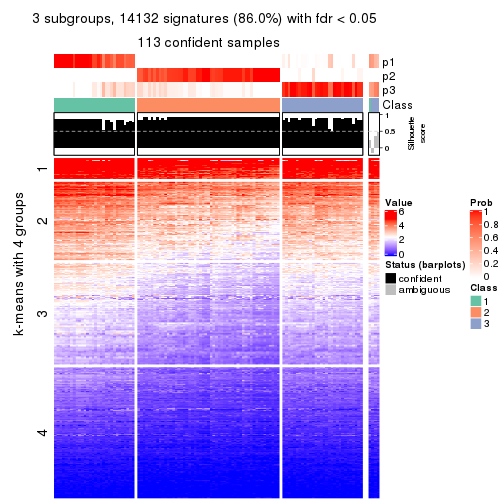 3 subgroups, 14132 signatures (86.0%) with fdr < 0.05
113 confident samples
p1
p2
p3
Class
1
0.5
0
Silhouette
score
k-means with 4 groups
1
2
3
4
Value
6
4
2
0
Status (barplots)
confident
ambiguous
Prob
1
0.8
0.6
0.4
0.2
0
Class
1
2
3